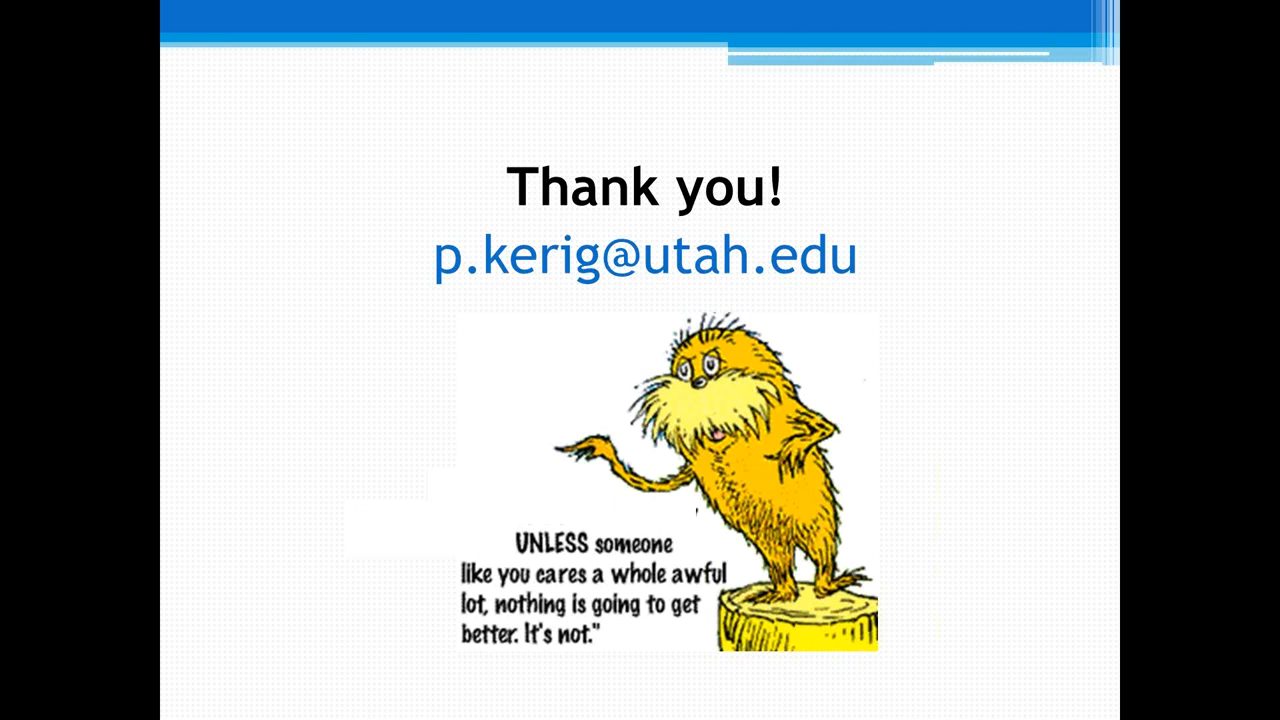 Thank you!
p.kerig@utah.edu
UNLESS someone
like you cares a whole awful
lot, nothing is going to get
better. It's not."